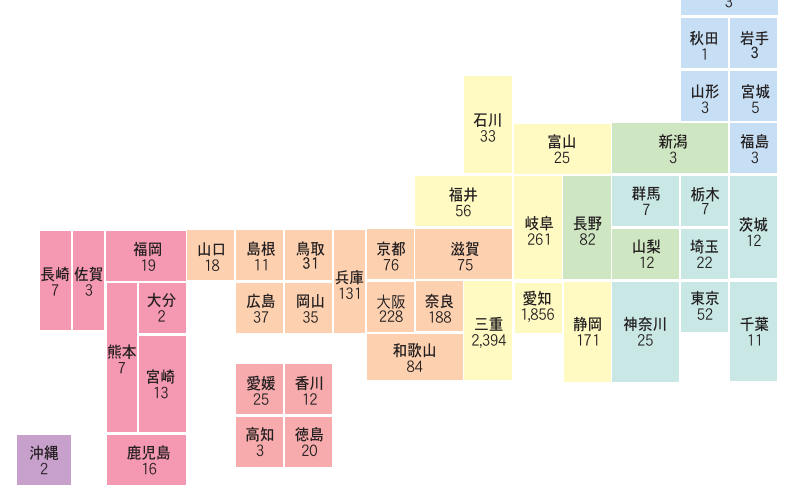 3
秋田
1
岩手
3
山形
3
宮城
5
石川
33
富山
25
新潟
3
福島
3
福井
56
岐阜
261
長野
82
群馬
7
栃木
7
茨城
12
長崎
7
佐賀
3
福岡
19
山口
18
島根
11
鳥取
31
兵庫
131
京都
76
滋賀
75
山梨
12
埼玉
22
大分
2
広島
37
岡山
35
大阪
228
奈良
188
三重
2,394
愛知
1,856
静岡
171
神奈川
25
東京
52
千葉
11
熊本
7
宮崎
13
和歌山
84
愛媛
25
香川
12
高知
3
徳島
20
沖縄
2
鹿児島
16